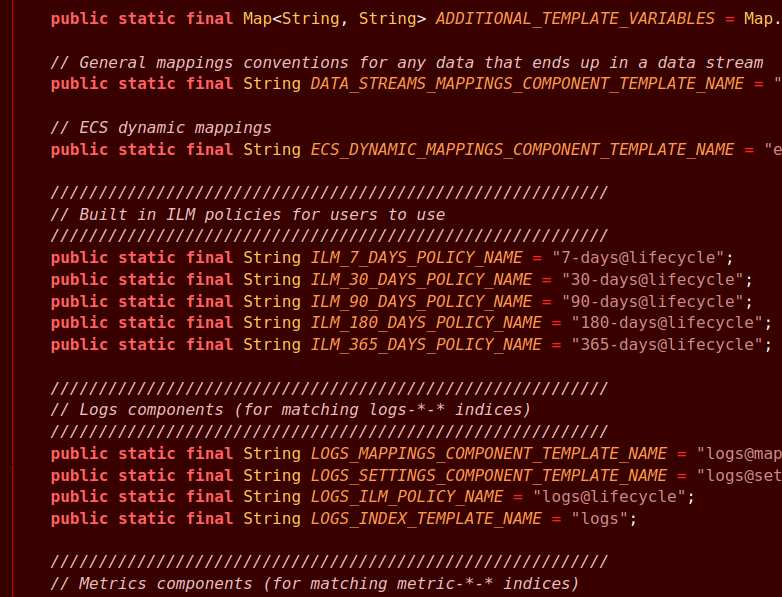 public static final Map<String, String> ADDITIONAL_TEMPLATE_VARIABLES = Map.
// General mappings conventions for any data that ends up in a data stream
public static final String DATA_STREAMS_MAPPINGS_COMPONENT_TEMPLATE_NAME = "
// ECS dynamic mappings
public static final String ECS_DYNAMIC_MAPPINGS_COMPONENT_TEMPLATE_NAME = "e
//////////////////////////////////////////////////////////
// Built in ILM policies for users to use
//////////////////////////////////////////////////////////
public static final String ILM_7_DAYS_POLICY_NAME = "7-days@lifecycle";
public static final String ILM_30_DAYS_POLICY_NAME = "30-days@lifecycle";
public static final String ILM_90_DAYS_POLICY_NAME = "90-days@lifecycle";
public static final String ILM_180_DAYS_POLICY_NAME = "180-days@lifecycle";
public static final String ILM_365_DAYS_POLICY_NAME = "365-days@lifecycle";
//////////////////////////////////////////////////////////
// Logs components (for matching logs-*-* indices)
//////////////////////////////////////////////////////////
public static final String LOGS_MAPPINGS_COMPONENT_TEMPLATE_NAME = "logs@map
public static final String LOGS_SETTINGS_COMPONENT_TEMPLATE_NAME = "logs@set
public static final String LOGS_ILM_POLICY_NAME = "logs@lifecycle";
public static final String LOGS_INDEX_TEMPLATE_NAME = "logs";
//////////////////////////////////////////////////////////
// Metrics components (for matching metric-*-* indices)